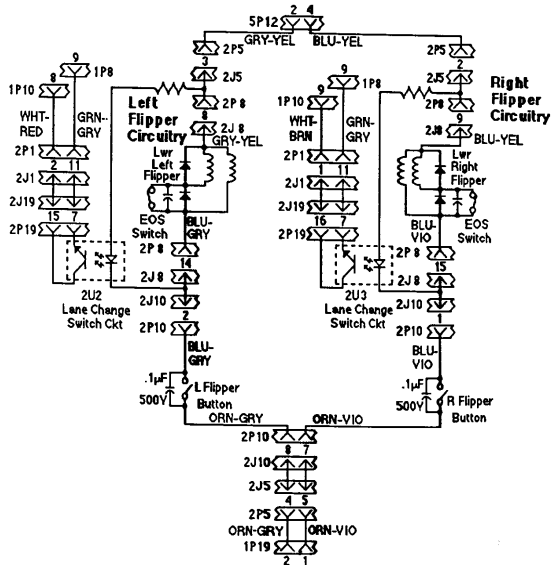 5P12 2 4
GRY-YEL BLU-YEL
2P5 2P5
3 2
2J5 2J5
9 9
1P8 1P8
8 9
1P10 1P10
Left Flipper Circuitry
Right Flipper Circuitry
2P8 2P8
8 9
2J8 2J8
GRY-YEL BLU-YEL
WHT-RED GRN-GRY
WHT-BRN GRN-GRY
Lwr Left Flipper
Lwr Right Flipper
2P1 2P1
2 11 1 11
2J1 2J1
2J19 2J19
15 7 16 7
2P19 2P19
EOS Switch
EOS Switch
BLU-GRY
BLU-VIO
2P8 2P8
14 15
2J8 2J8
2U2 Lane Change Switch Ckt
2U3 Lane Change Switch Ckt
2J10 2J10
2 1
2P10 2P10
BLU-GRY
BLU-VIO
.1µF 500V
L Flipper Button
.1µF 500V
R Flipper Button
ORN-GRY ORN-VIO
2P10
8 7
2J10
2J5
4 5
2P5
ORN-GRY ORN-VIO
1P19
2 1